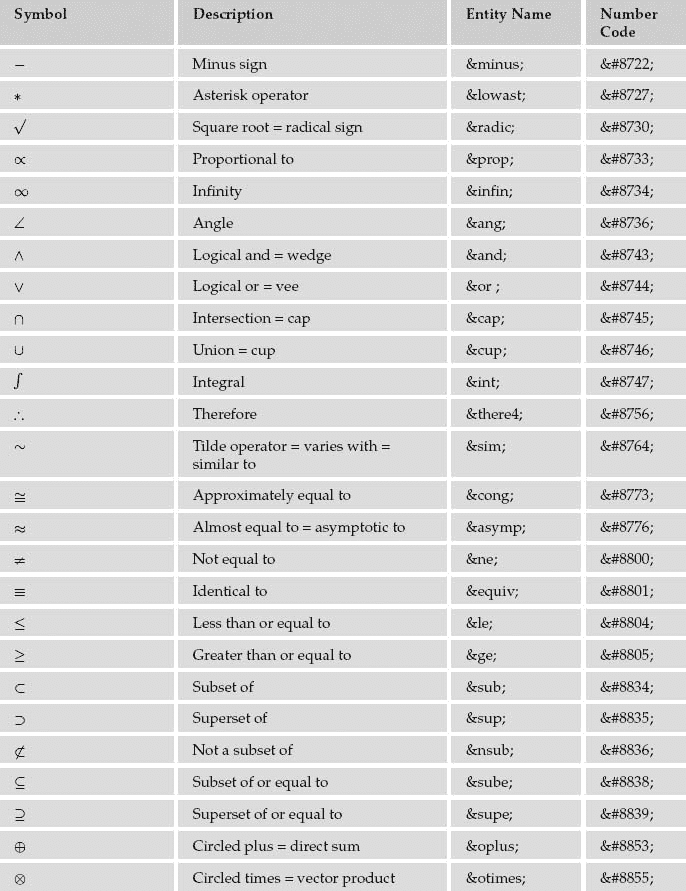 Symbol Description Entity Name Number Code
− Minus sign &minus; &#8722;
∗ Asterisk operator &lowast; &#8727;
√ Square root = radical sign &radic; &#8730;
∝ Proportional to &prop; &#8733;
∞ Infinity &infin; &#8734;
∠ Angle &ang; &#8736;
∧ Logical and = wedge &and; &#8743;
∨ Logical or = vee &or ; &#8744;
∩ Intersection = cap &cap; &#8745;
∪ Union = cup &cup; &#8746;
∫ Integral &int; &#8747;
∴ Therefore &there4; &#8756;
∼ Tilde operator = varies with = &sim; &#8764;
similar to
≅ Approximately equal to &cong; &#8773;
≈ Almost equal to = asymptotic to &asymp; &#8776;
≠ Not equal to &ne; &#8800;
≡ Identical to &equiv; &#8801;
≤ Less than or equal to &le; &#8804;
≥ Greater than or equal to &ge; &#8805;
⊂ Subset of &sub; &#8834;
⊃ Superset of &sup; &#8835;
⊄ Not a subset of &nsub; &#8836;
⊆ Subset of or equal to &sube; &#8838;
⊇ Superset of or equal to &supe; &#8839;
⊕ Circled plus = direct sum &oplus; &#8853;
⊗ Circled times = vector product &otimes; &#8855;